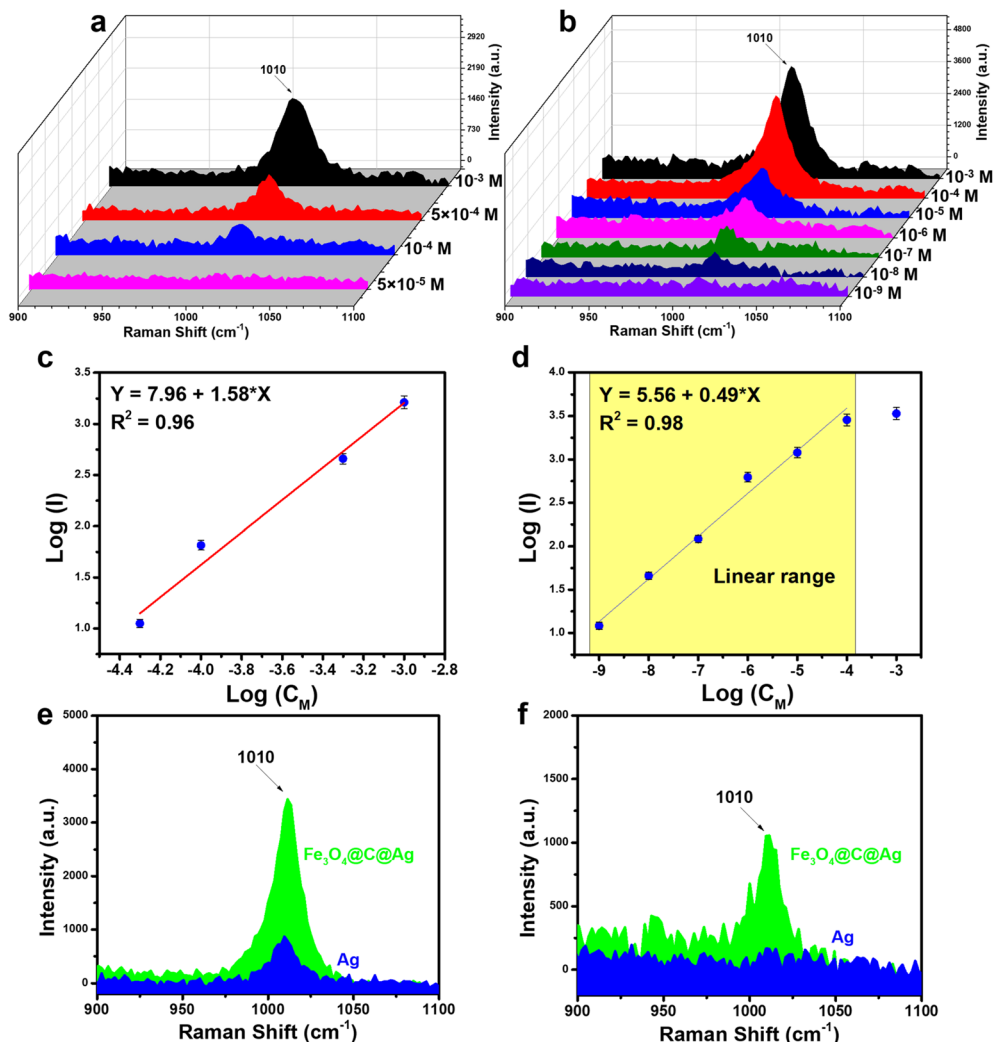 a
1010
2920
2190
1460
730
0
Intensity (a.u.)
10⁻³ M
5×10⁻⁴ M
10⁻⁴ M
5×10⁻⁵ M
900
950
1000
1050
1100
Raman Shift (cm⁻¹)
b
1010
4800
3600
2400
1200
0
Intensity (a.u.)
10⁻³ M
10⁻⁴ M
10⁻⁵ M
10⁻⁶ M
10⁻⁷ M
10⁻⁸ M
10⁻⁹ M
900
950
1000
1050
1100
Raman Shift (cm⁻¹)
c
Y = 7.96 + 1.58*X
R² = 0.96
3.5
3.0
2.5
2.0
1.5
1.0
Log (I)
-4.4 -4.2 -4.0 -3.8 -3.6 -3.4 -3.2 -3.0 -2.8
Log (C_M)
d
Y = 5.56 + 0.49*X
R² = 0.98
Linear range
4.0
3.5
3.0
2.5
2.0
1.5
1.0
Log (I)
-9 -8 -7 -6 -5 -4 -3
Log (C_M)
e
1010
Fe₃O₄@C@Ag
Ag
5000
4000
3000
2000
1000
0
Intensity (a.u.)
900 950 1000 1050 1100
Raman Shift (cm⁻¹)
f
1010
Fe₃O₄@C@Ag
Ag
2000
1500
1000
500
0
Intensity (a.u.)
900 950 1000 1050 1100
Raman Shift (cm⁻¹)